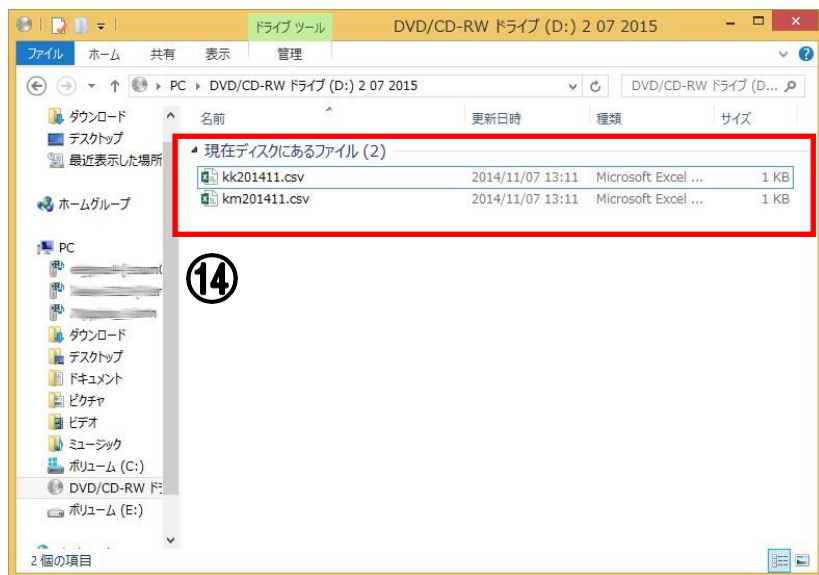 ドライブ ツール
DVD/CD-RW ドライブ (D:) 2 07 2015
ファイル ホーム 共有 表示 管理
PC DVD/CD-RW ドライブ (D:) 2 07 2015
DVD/CD-RW ドライブ (D...
ダウンロード
デスクトップ
最近表示した場所
ホームグループ
PC
ダウンロード
デスクトップ
ドキュメント
ピクチャ
ビデオ
ミュージック
ボリューム (C:)
DVD/CD-RW ド
ボリューム (E:)
名前 更新日時 種類 サイズ
現在ディスクにあるファイル (2)
kk201411.csv 2014/11/07 13:11 Microsoft Excel ... 1 KB
km201411.csv 2014/11/07 13:11 Microsoft Excel ... 1 KB
⑭
2 個の項目